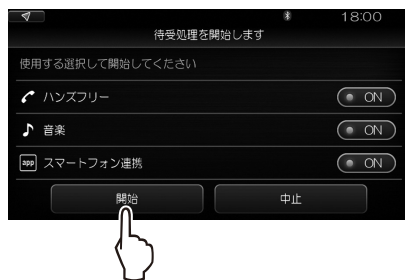 18:00
待受処理を開始します
使用する選択して開始してください
ハンズフリー
ON
音楽
ON
app スマートフォン連携
ON
開始
中止